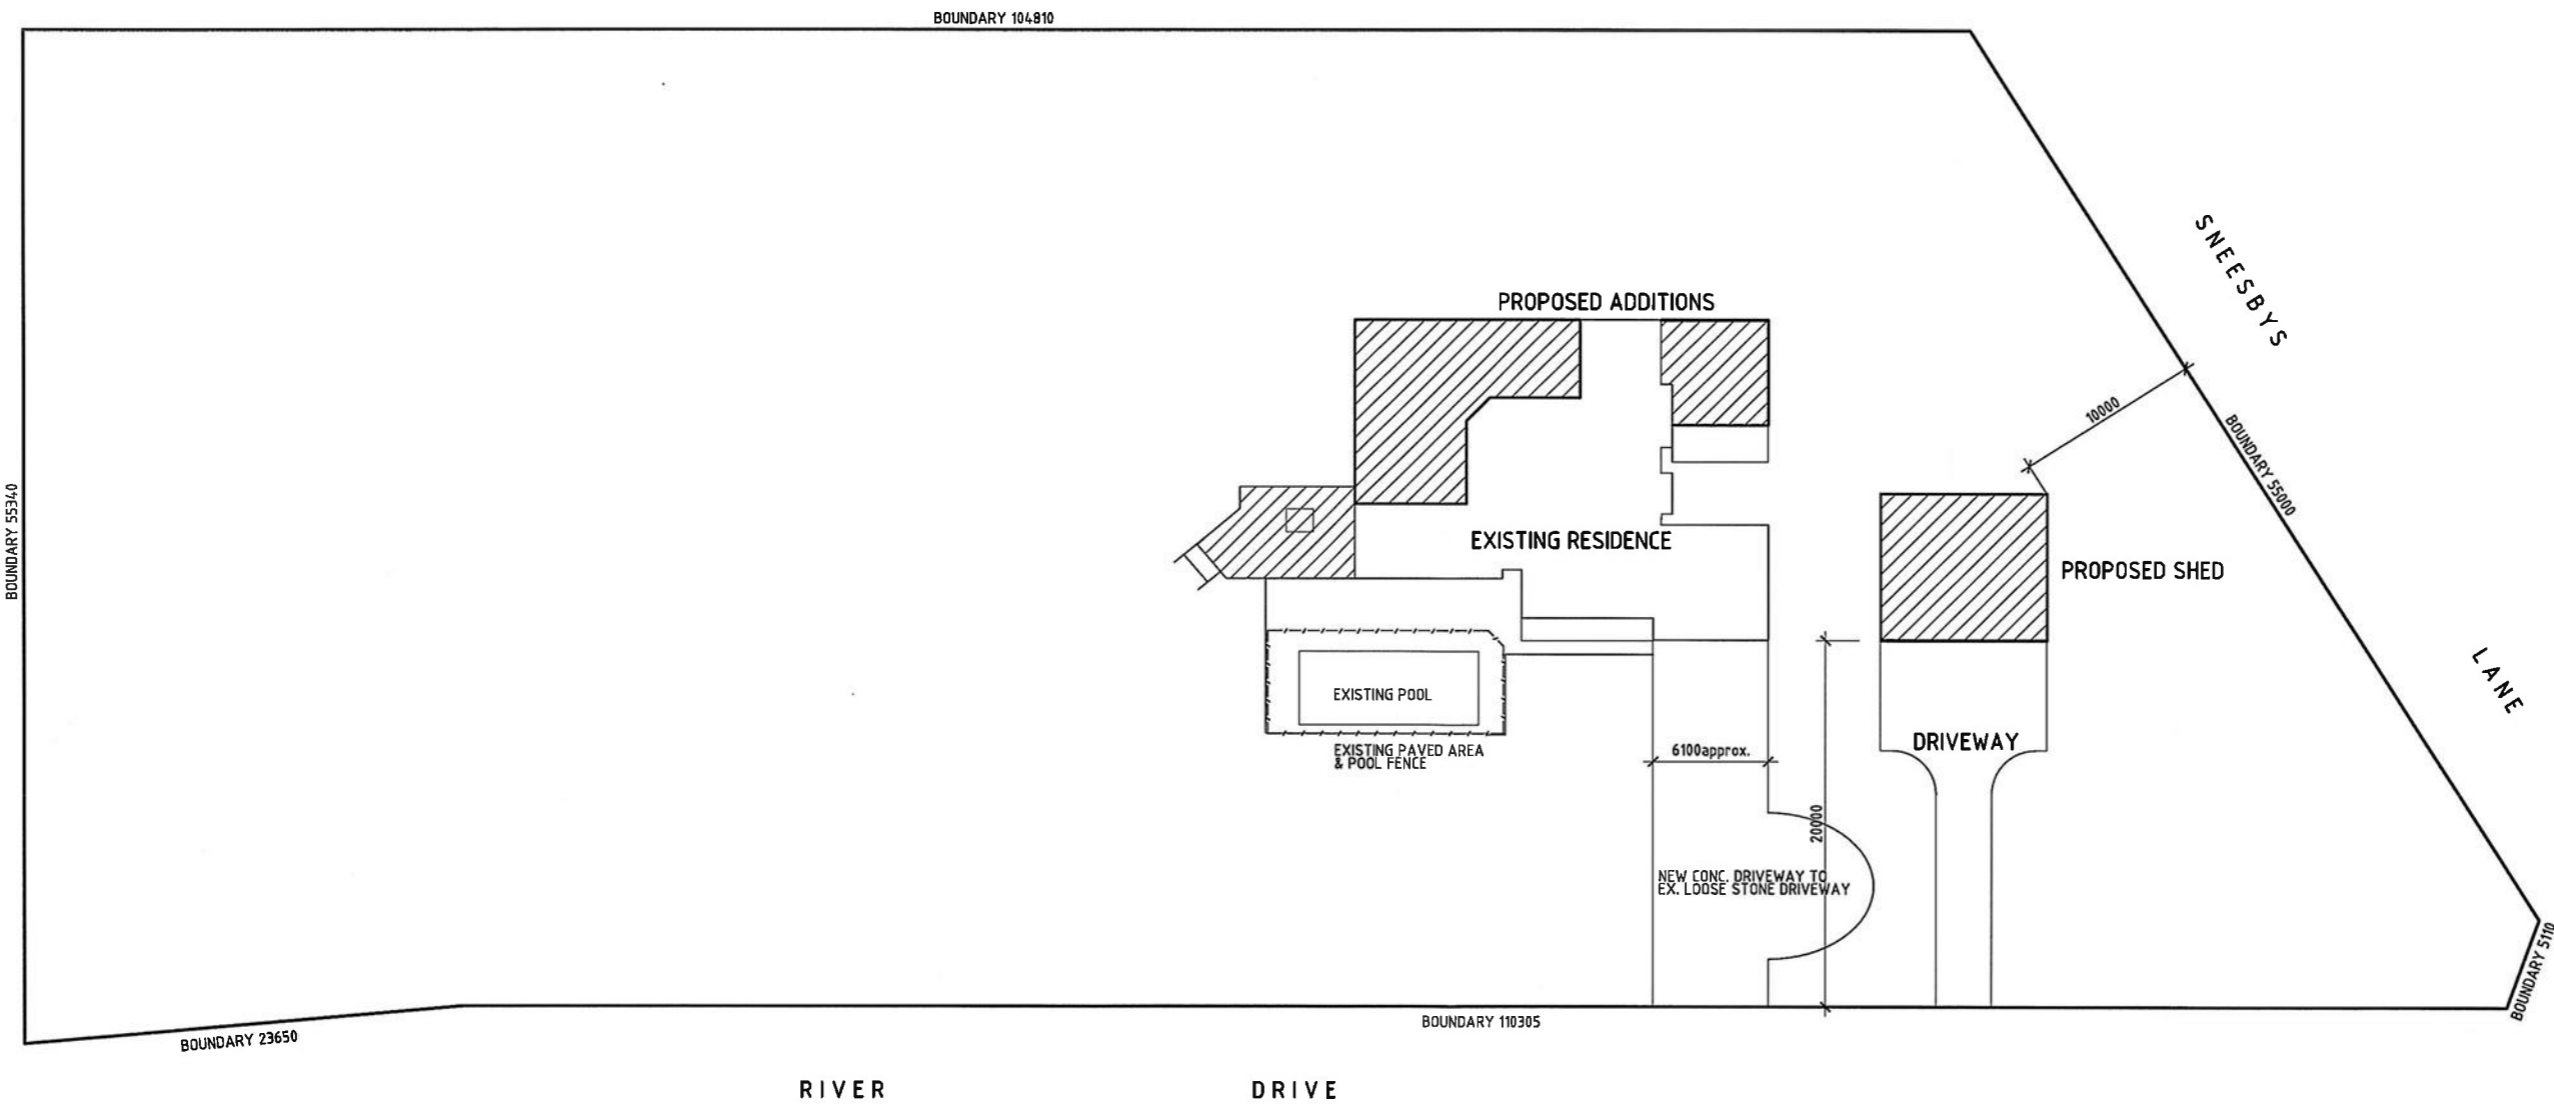 BOUNDARY 104810
SNEESBYS
PROPOSED ADDITIONS
10000
BOUNDARY 55000
BOUNDARY 55340
EXISTING RESIDENCE
PROPOSED SHED
LANE
EXISTING POOL
EXISTING PAVED AREA
& POOL FENCE
6100approx.
DRIVEWAY
20000
NEW CONC. DRIVEWAY TO
EX. LOOSE STONE DRIVEWAY
BOUNDARY 5110
BOUNDARY 110305
BOUNDARY 23650
RIVER DRIVE